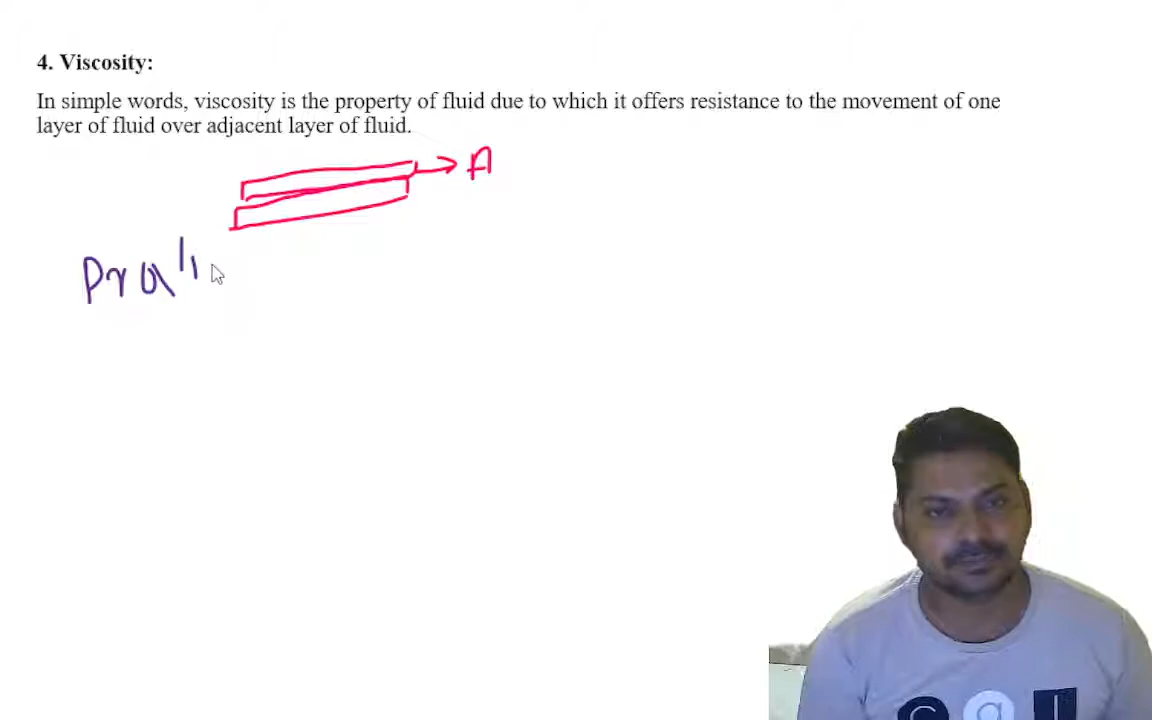 4. Viscosity:
In simple words, viscosity is the property of fluid due to which it offers resistance to the movement of one
layer of fluid over adjacent layer of fluid.
A